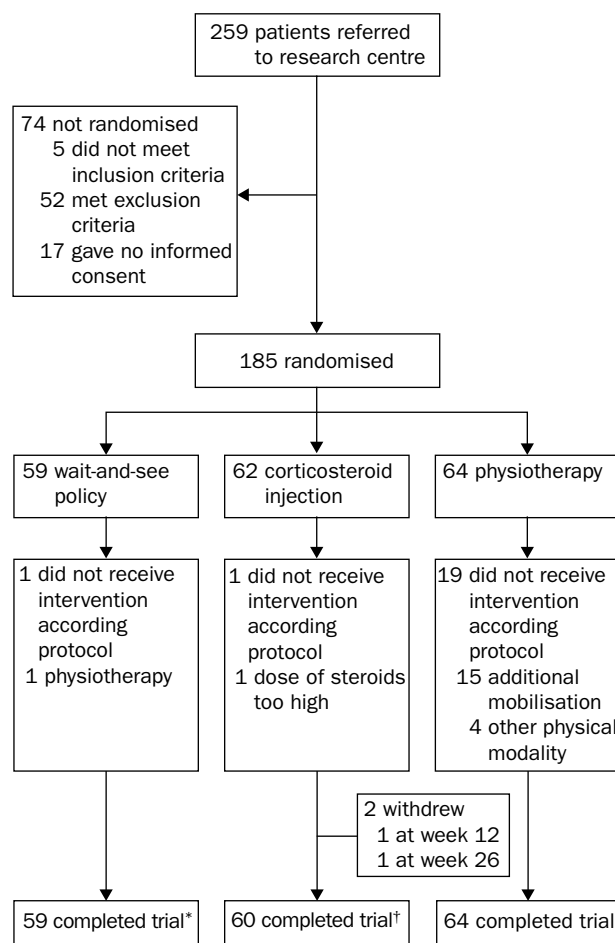 259 patients referred
to research centre
74 not randomised
5 did not meet
inclusion criteria
52 met exclusion
criteria
17 gave no informed
consent
185 randomised
59 wait-and-see
policy
62 corticosteroid
injection
64 physiotherapy
1 did not receive
intervention
according
protocol
1 physiotherapy
1 did not receive
intervention
according
protocol
1 dose of steroids
too high
19 did not receive
intervention
according
protocol
15 additional
mobilisation
4 other physical
modality
2 withdrew
1 at week 12
1 at week 26
59 completed trial*
60 completed trial†
64 completed trial